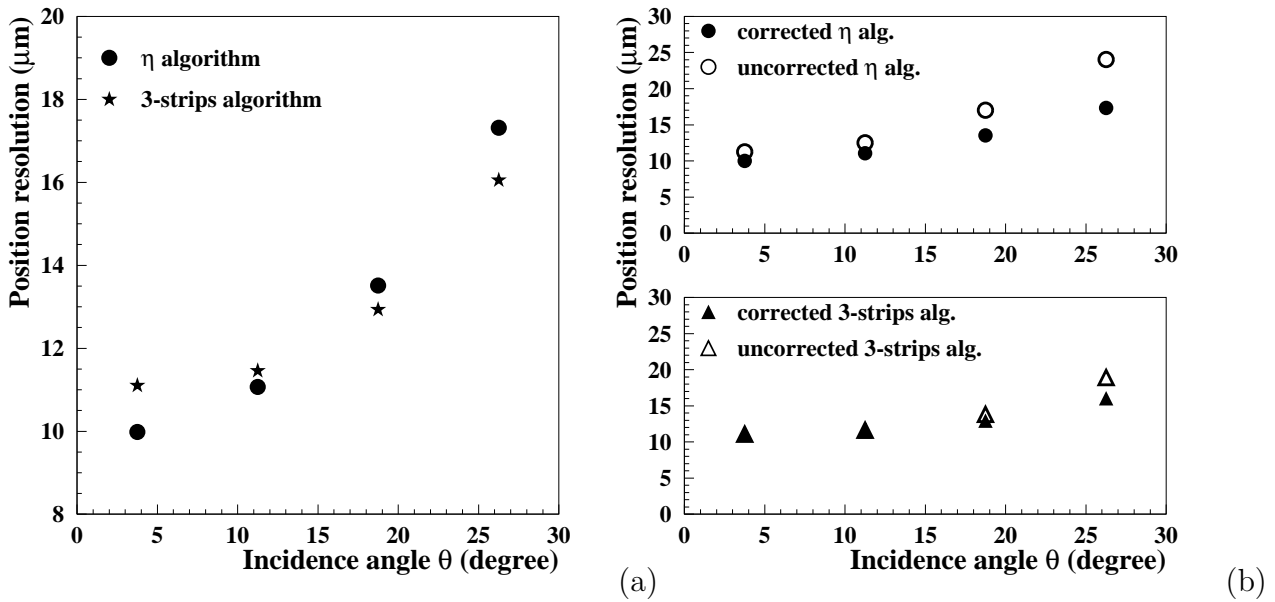 Position resolution (μm)
20
18
16
14
12
10
8
η algorithm
3-strips algorithm
0 5 10 15 20 25 30
Incidence angle θ (degree)
(a)
Position resolution (μm)
30
25
20
15
10
5
0
corrected η alg.
uncorrected η alg.
0 5 10 15 20 25 30
30
25
20
15
10
5
0
corrected 3-strips alg.
uncorrected 3-strips alg.
0 5 10 15 20 25 30
Incidence angle θ (degree)
(b)